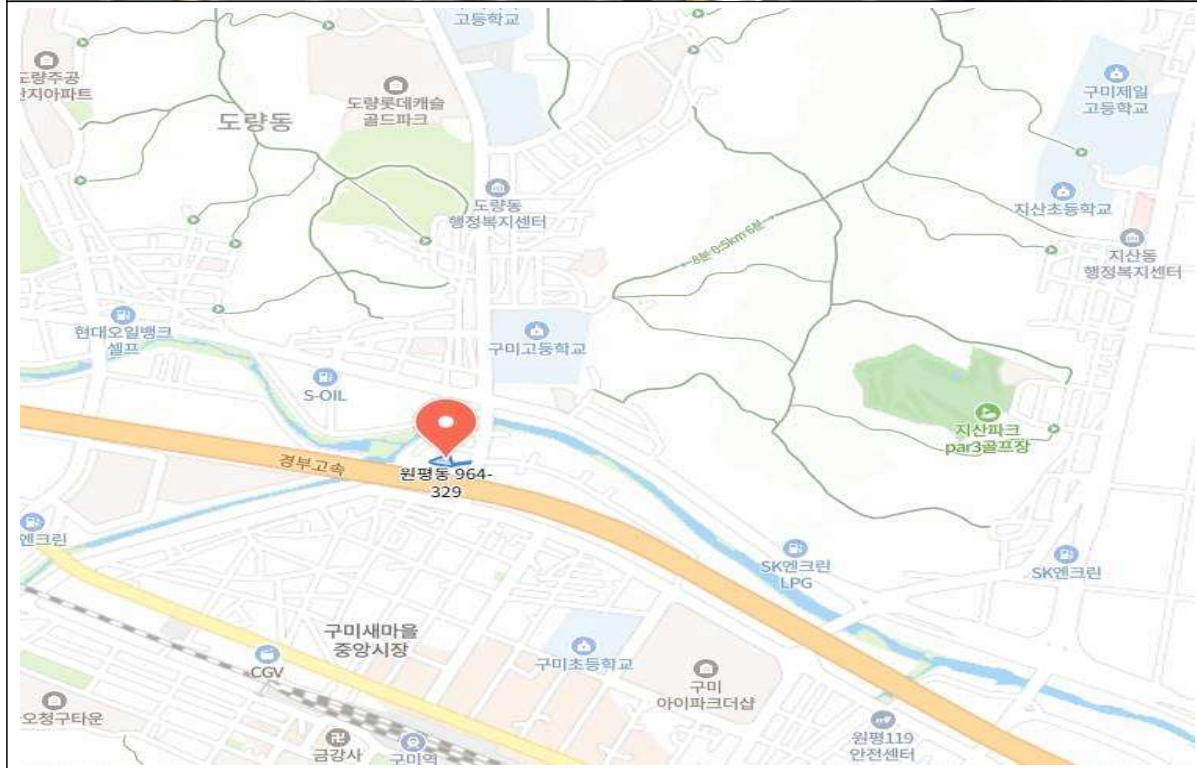 고등학교
도량주공
단지아파트
도량롯데캐슬
골드파크
구미제일
고등학교
도량동
도량동
행정복지센터
지산초등학교
지산동
행정복지센터
←8분 0.5km 6분→
현대오일뱅크
셀프
구미고등학교
S-OIL
지산파크
par3골프장
경부고속
원평동 964-
329
엔크린
SK엔크린
LPG
SK엔크린
구미새마을
중앙시장
구미초등학교
CGV
구미
아이파크더샵
오청구타운
금강사
구미역
원평119
안전센터